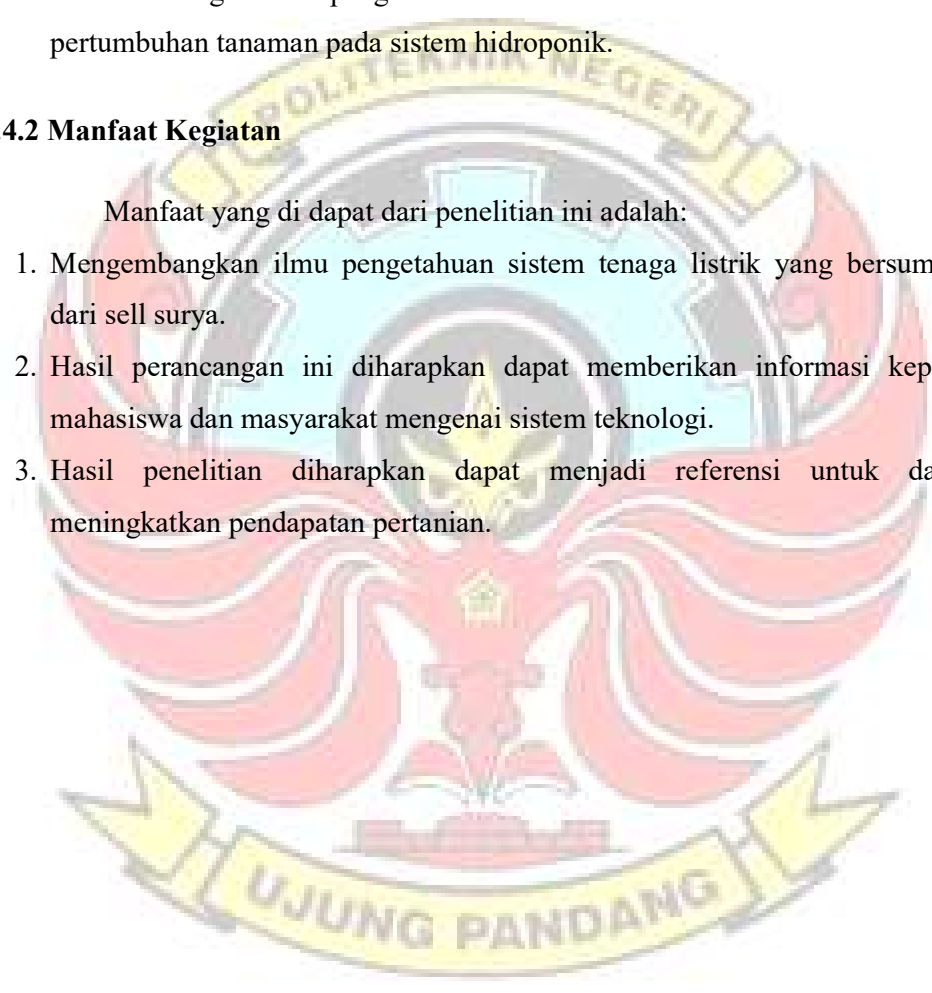 pertumbuhan tanaman pada sistem hidroponik.
POLITEKNIK NEGERI
.4.2 Manfaat Kegiatan
Manfaat yang di dapat dari penelitian ini adalah:
1. Mengembangkan ilmu pengetahuan sistem tenaga listrik yang bersum
dari sell surya.
2. Hasil perancangan ini diharapkan dapat memberikan informasi kep
mahasiswa dan masyarakat mengenai sistem teknologi.
3. Hasil penelitian diharapkan dapat menjadi referensi untuk da
meningkatkan pendapatan pertanian.
UJUNG PANDANG